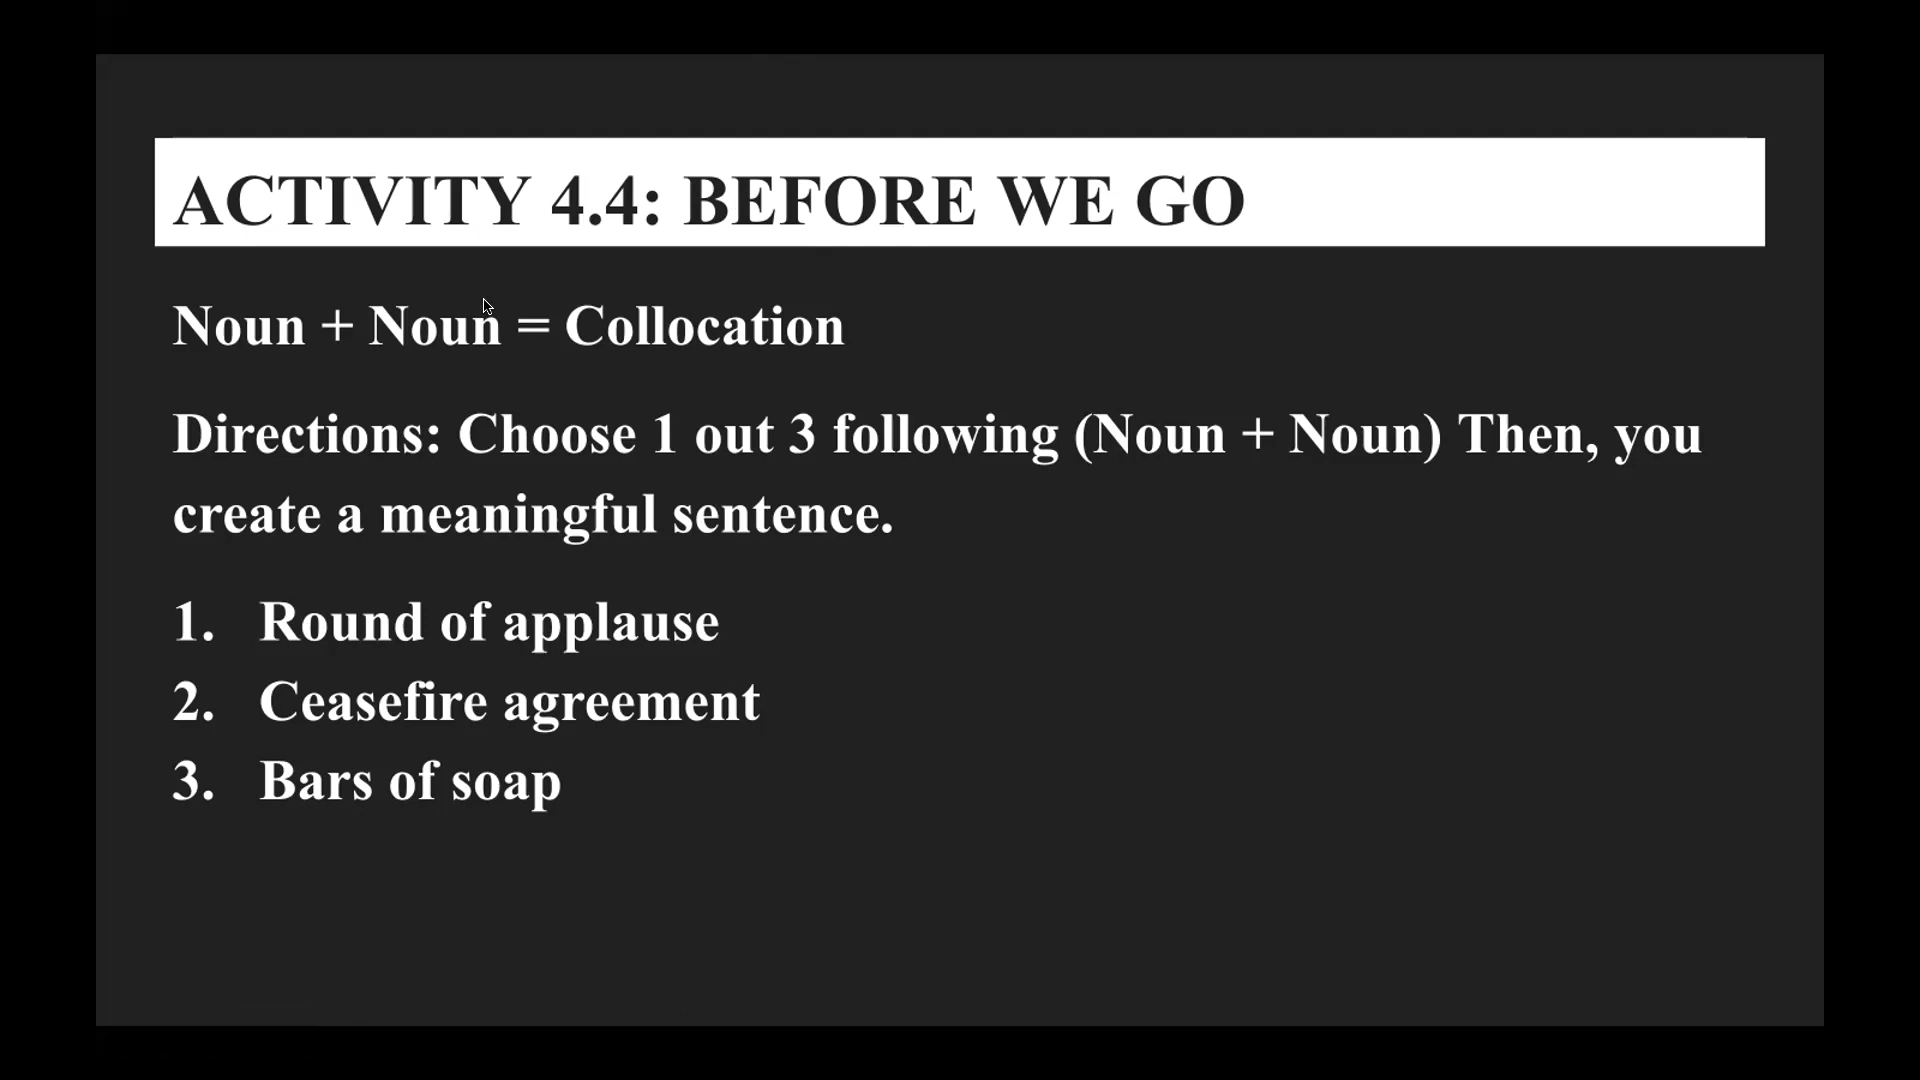 ACTIVITY 4.4: BEFORE WE GO
Noun + Noun = Collocation
Directions: Choose 1 out 3 following (Noun + Noun) Then, you
create a meaningful sentence.
1. Round of applause
2. Ceasefire agreement
3. Bars of soap